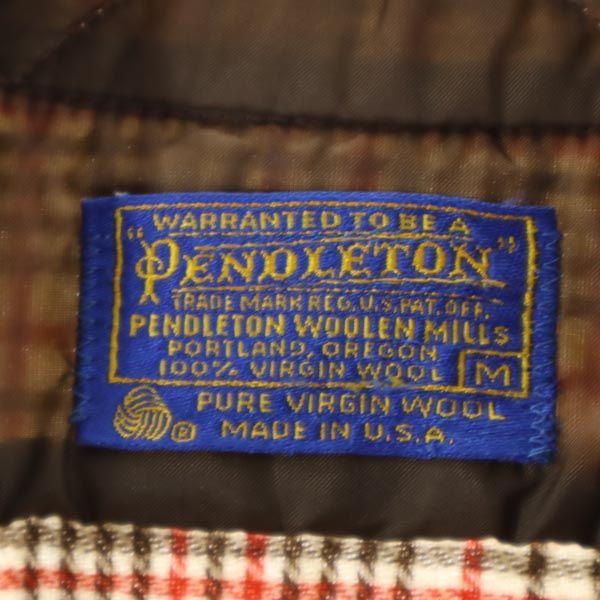 WARRANTED TO BE A
"PENDLETON"
TRADE MARK REG. U.S. PAT. OFF.
PENDLETON WOOLEN MILLS
PORTLAND, OREGON
100% VIRGIN WOOL M
PURE VIRGIN WOOL
® MADE IN U.S.A.